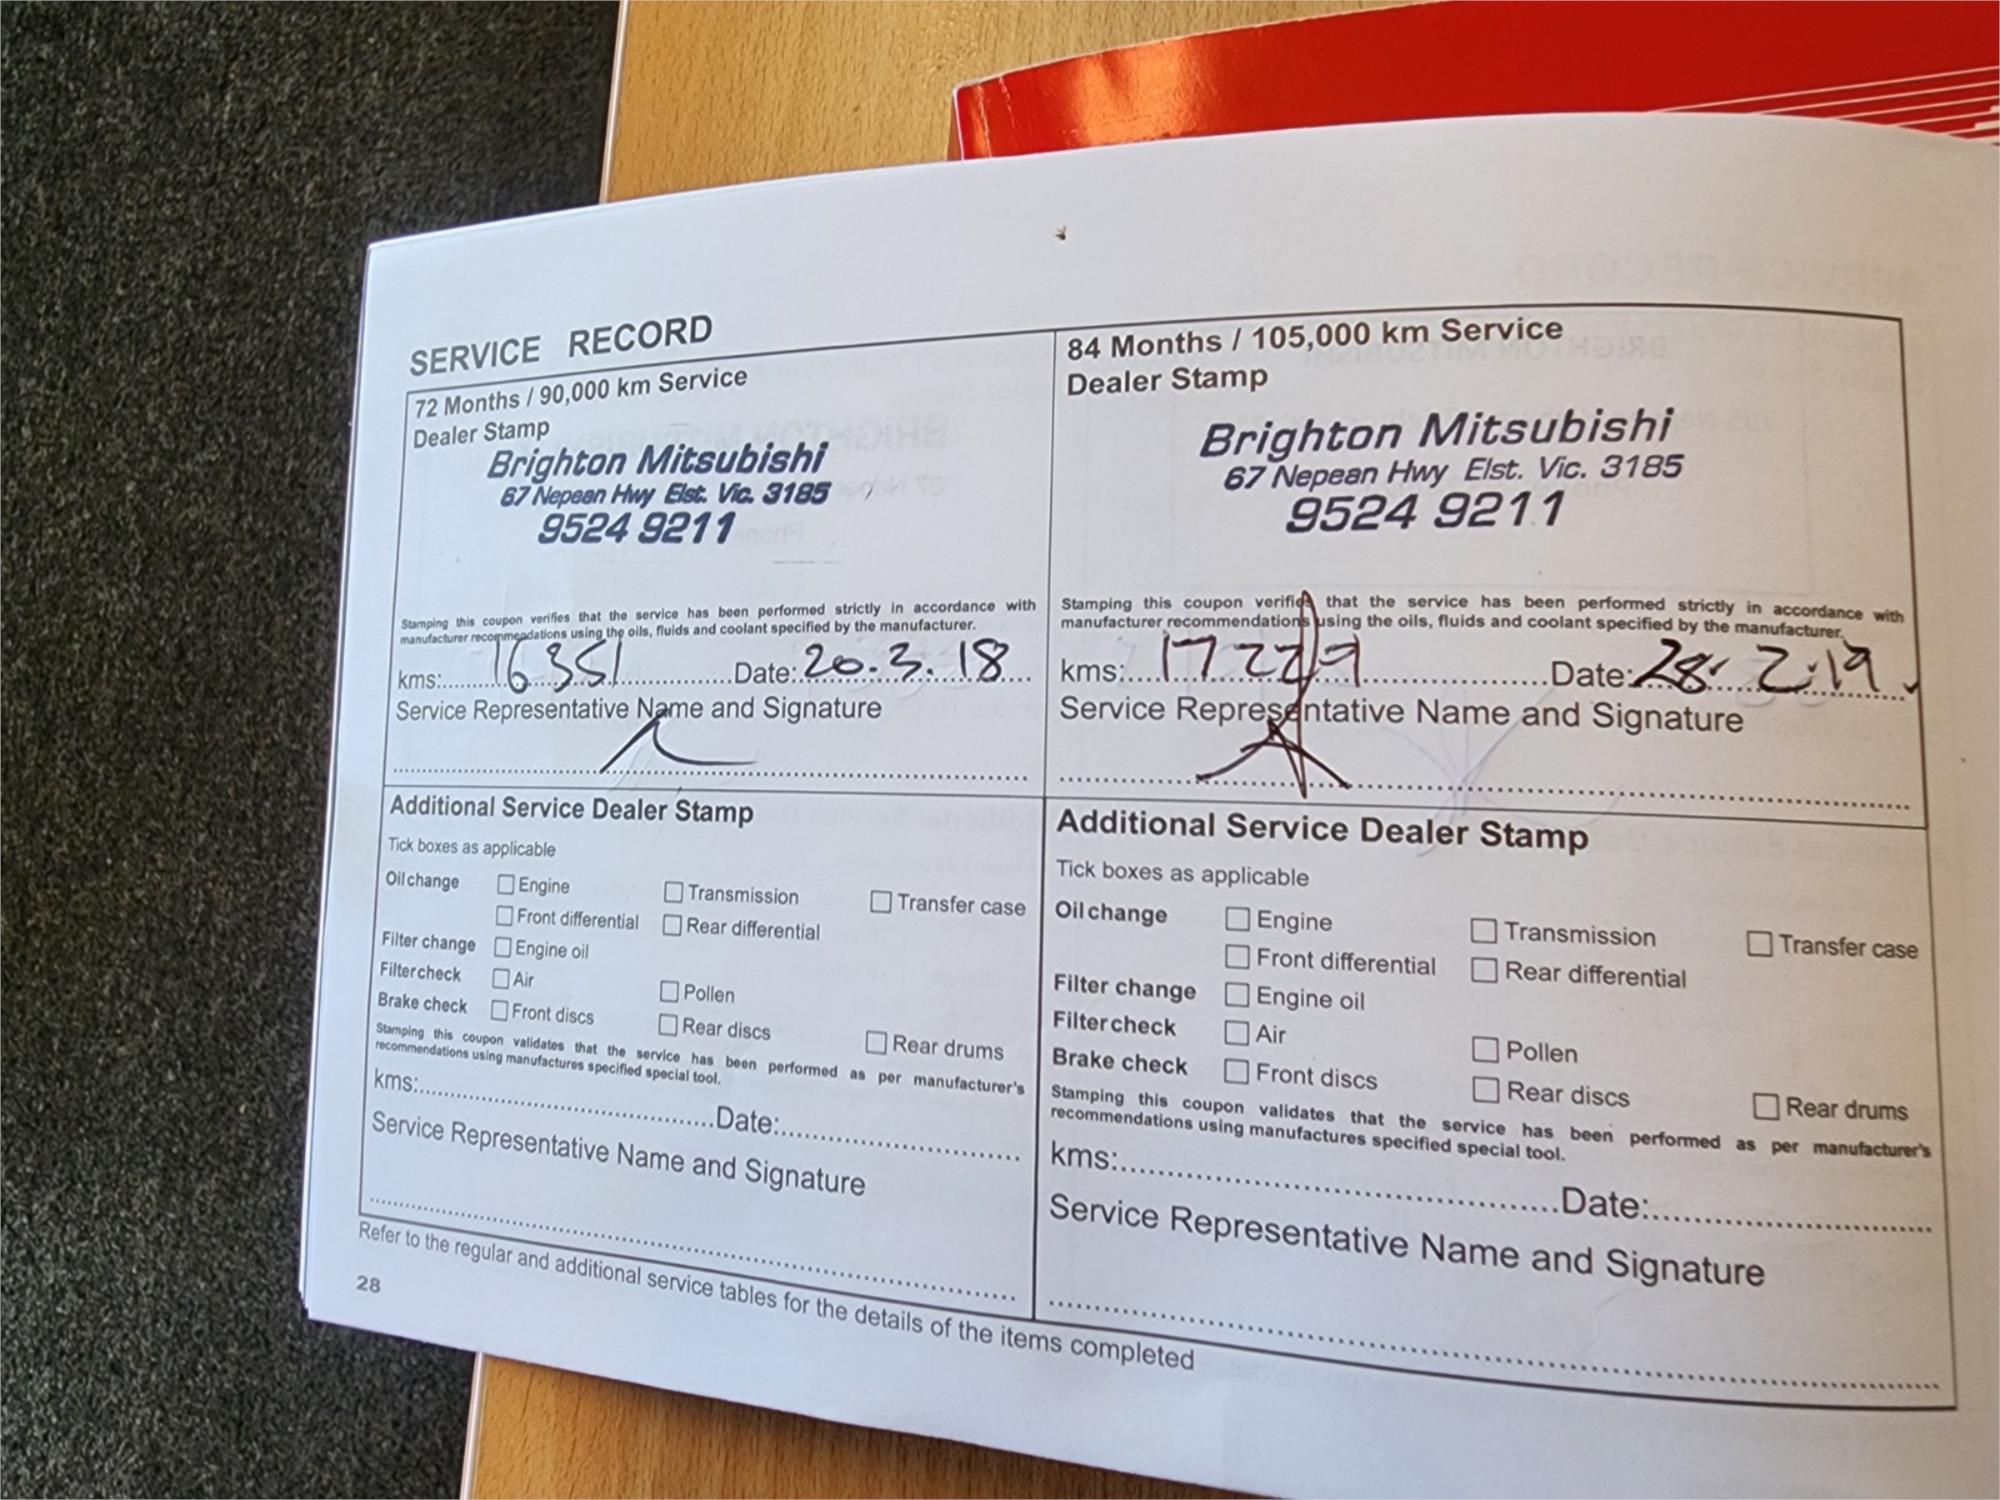 SERVICE RECORD
72 Months / 90,000 km Service
Dealer Stamp
Brighton Mitsubishi
67 Nepean Hwy Elst. Vic. 3185
9524 9211
Stamping this coupon verifies that the service has been performed strictly in accordance with
manufacturer recommendations using the oils, fluids and coolant specified by the manufacturer.
kms: 16351 Date: 20.3.18
Service Representative Name and Signature
Additional Service Dealer Stamp
Tick boxes as applicable
Oil change Engine Transmission Transfer case
Front differential Rear differential
Filter change Engine oil
Filter check Air Pollen
Brake check Front discs Rear discs Rear drums
Stamping this coupon validates that the service has been performed as per manufacturer's
recommendations using manufactures specified special tool.
kms: Date:
Service Representative Name and Signature
84 Months / 105,000 km Service
Dealer Stamp
Brighton Mitsubishi
67 Nepean Hwy Elst. Vic. 3185
9524 9211
Stamping this coupon verifies that the service has been performed strictly in accordance with
manufacturer recommendations using the oils, fluids and coolant specified by the manufacturer.
kms: Date: 28.2.19
Service Representative Name and Signature
Additional Service Dealer Stamp
Tick boxes as applicable
Oil change Engine Transmission Transfer case
Front differential Rear differential
Filter change Engine oil
Filter check Air Pollen
Brake check Front discs Rear discs Rear drums
Stamping this coupon validates that the service has been performed as per manufacturer's
recommendations using manufactures specified special tool.
kms: Date:
Service Representative Name and Signature
Refer to the regular and additional service tables for the details of the items completed
28